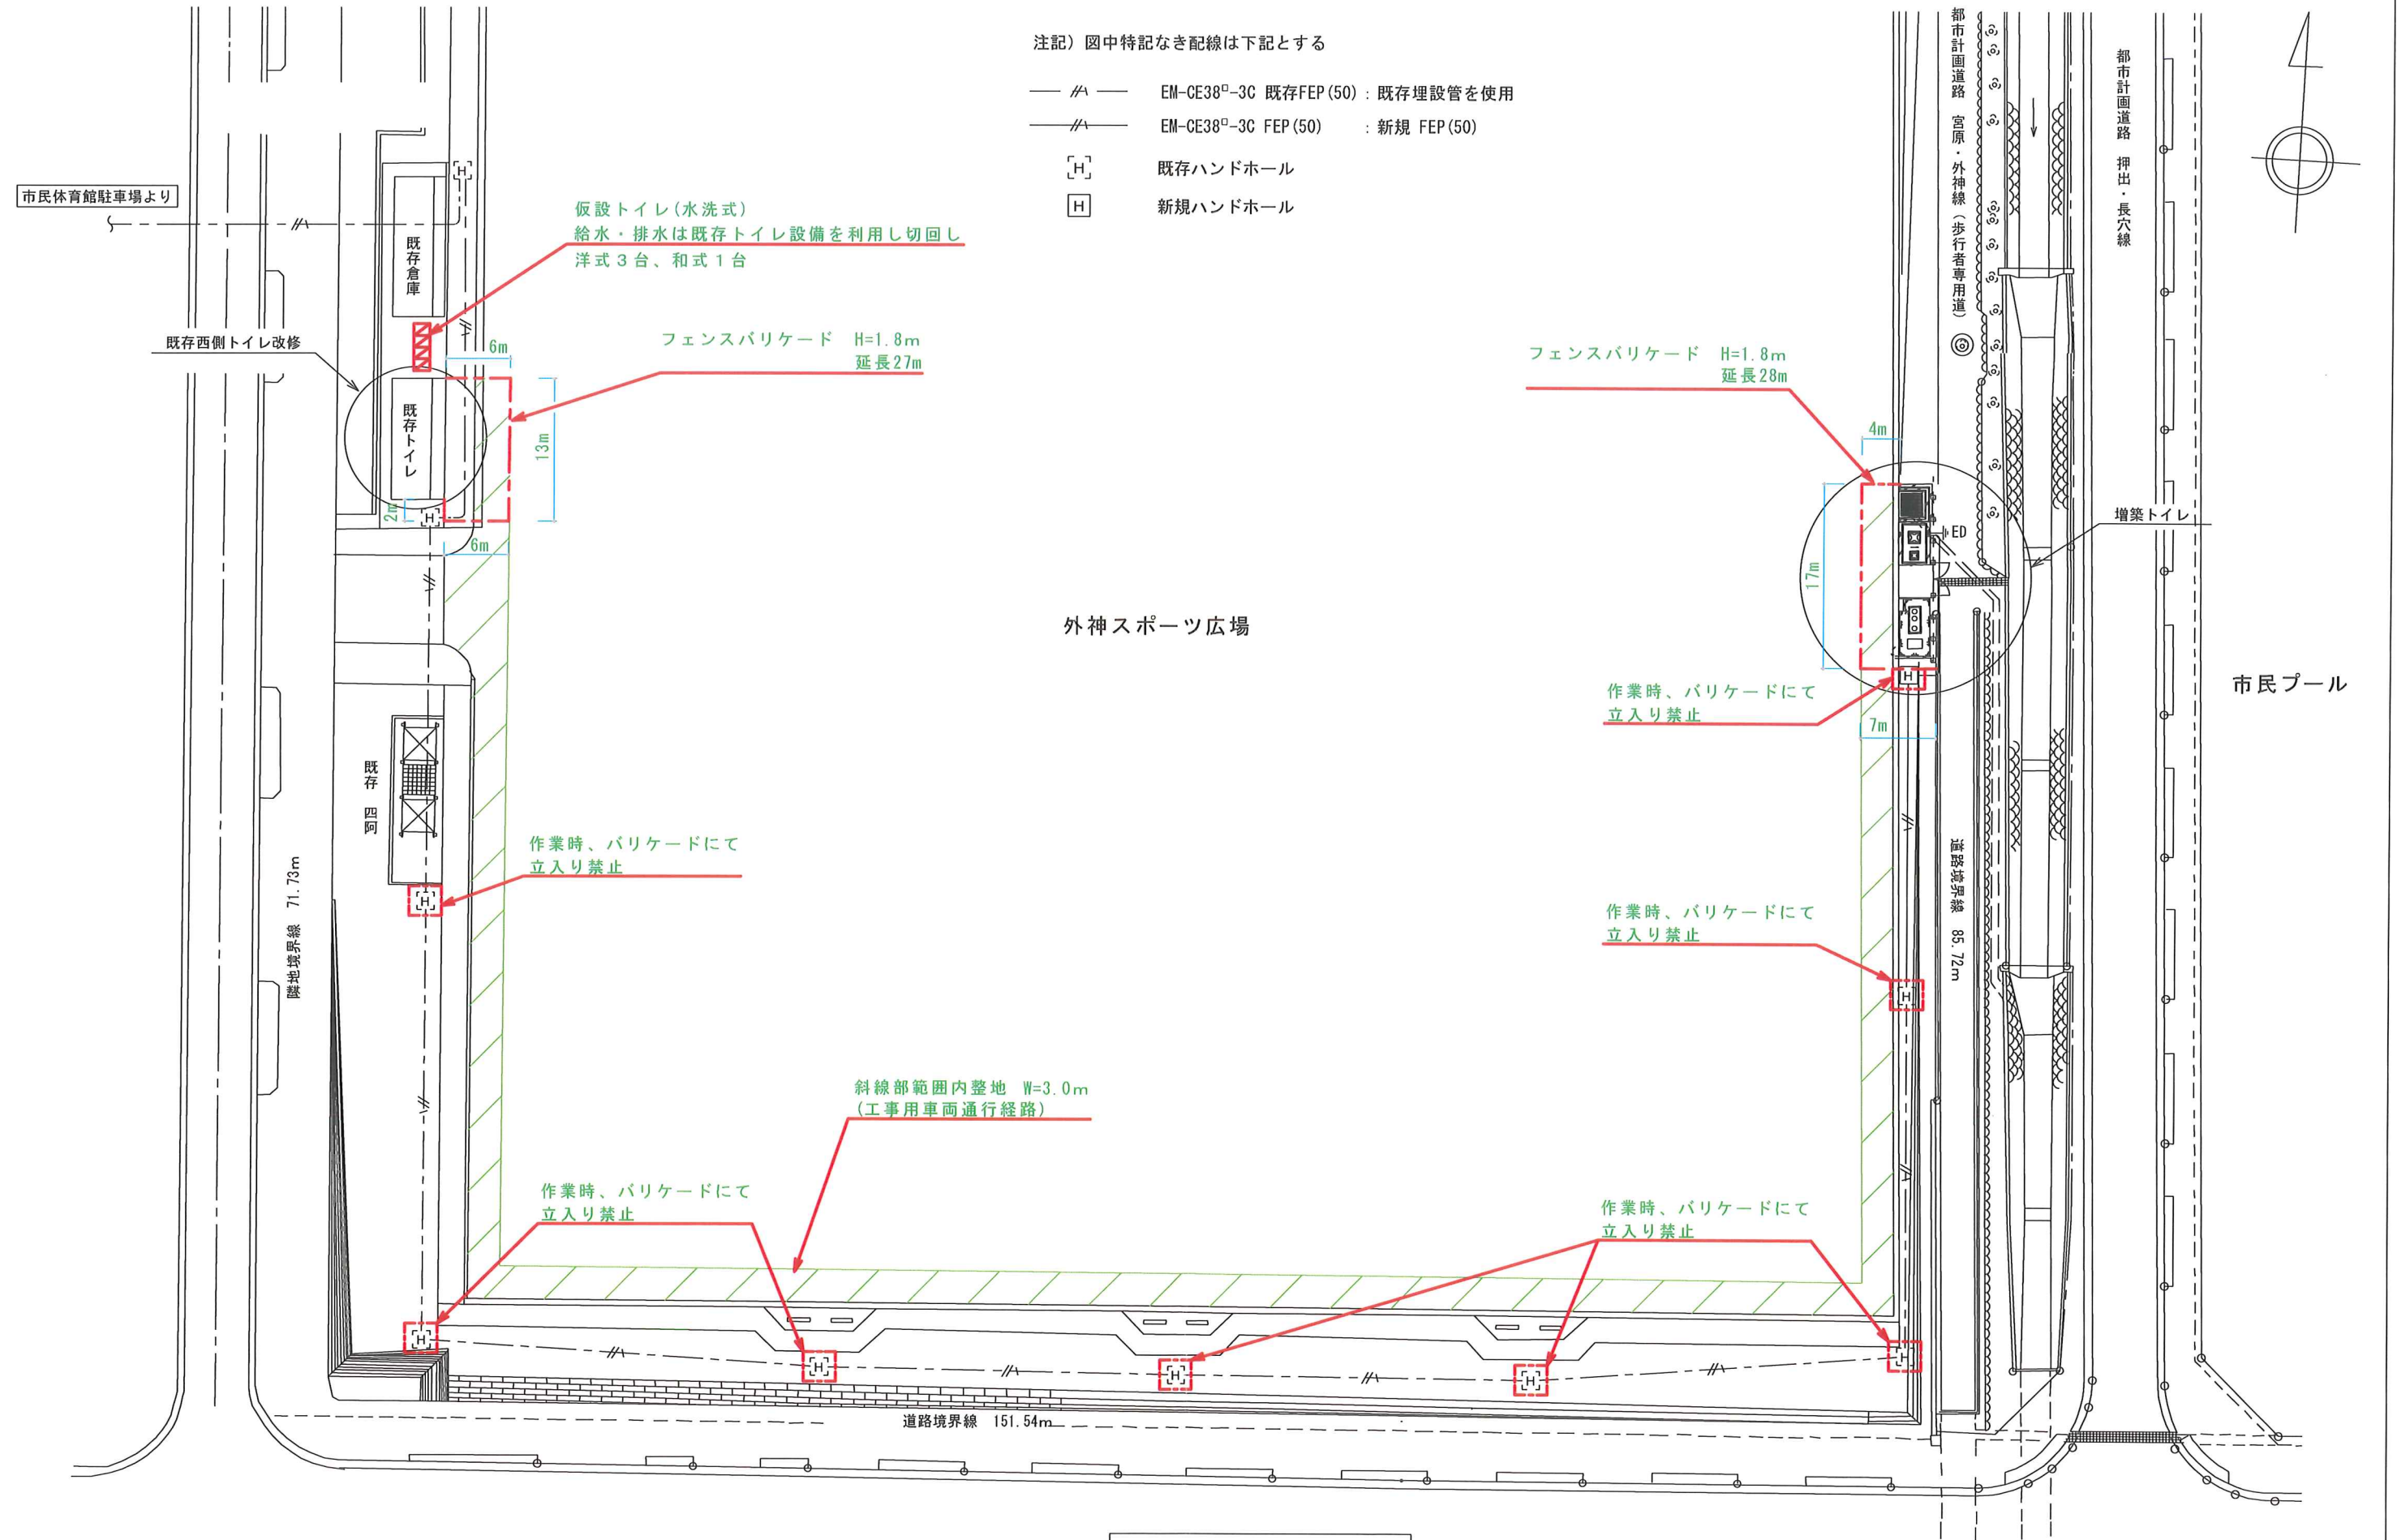 注記）図中特記なき配線は下記とする
EM-CE38□-3C 既存FEP(50)：既存埋設管を使用
EM-CE38□-3C FEP(50)　：新規 FEP(50)
[H] 既存ハンドホール
H 新規ハンドホール
都市計画道路　宮原・外神線（歩行者専用道）
都市計画道路　押出・長穴線
市民体育館駐車場より
H
既存倉庫
仮設トイレ(水洗式)
給水・排水は既存トイレ設備を利用し切回し
洋式３台、和式１台
既存西側トイレ改修
6m
フェンスバリケード　H=1.8m
延長27m
フェンスバリケード　H=1.8m
延長28m
既存トイレ
13m
2m
H
6m
4m
17m
ED
増築トイレ
外神スポーツ広場
市民プール
作業時、バリケードにて
立入り禁止
H
7m
既存　四阿
隣地境界線　71.73m
作業時、バリケードにて
立入り禁止
H
道路境界線　85.72m
作業時、バリケードにて
立入り禁止
H
斜線部範囲内整地　W=3.0m
(工事用車両通行経路)
作業時、バリケードにて
立入り禁止
作業時、バリケードにて
立入り禁止
H
H
H
H
H
道路境界線　151.54m